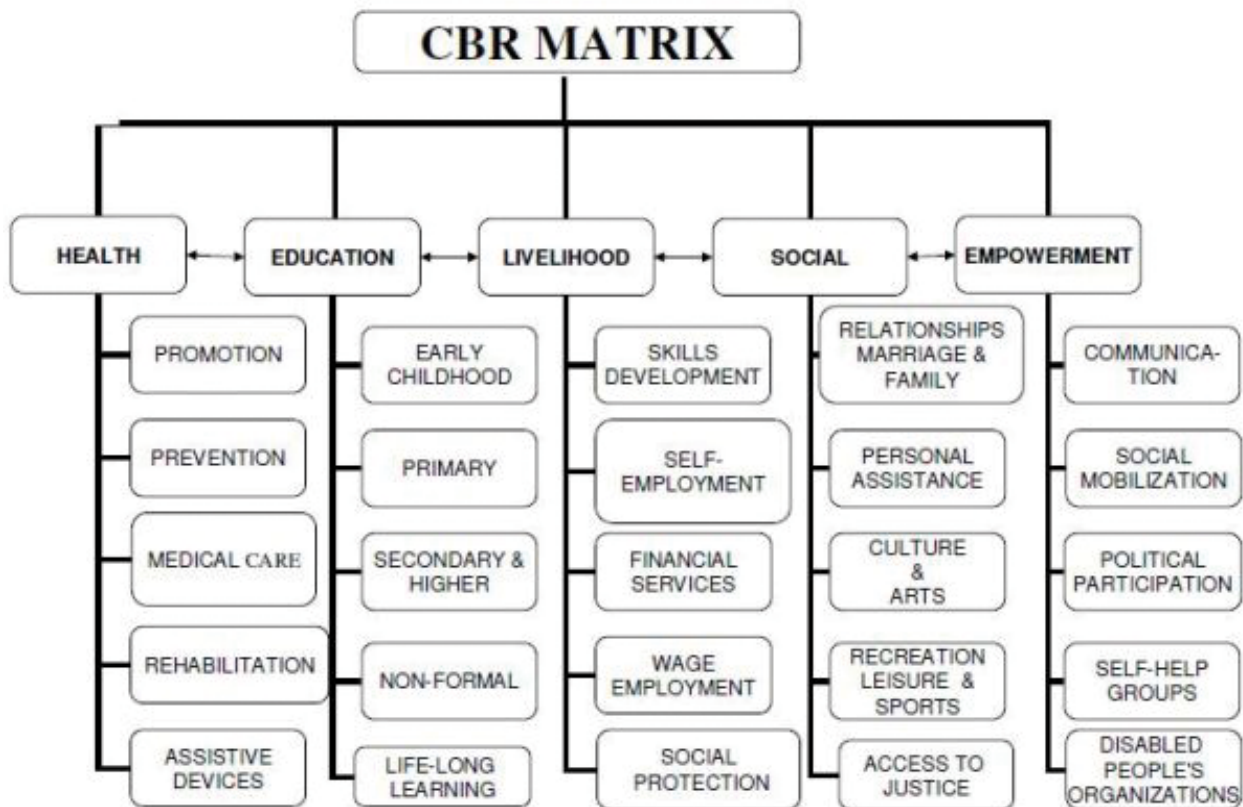 CBR MATRIX
HEALTH
EDUCATION
LIVELIHOOD
SOCIAL
EMPOWERMENT
PROMOTION
PREVENTION
MEDICAL CARE
REHABILITATION
ASSISTIVE
DEVICES
EARLY
CHILDHOOD
PRIMARY
SECONDARY &
HIGHER
NON-FORMAL
LIFE-LONG
LEARNING
SKILLS
DEVELOPMENT
SELF-
EMPLOYMENT
FINANCIAL
SERVICES
WAGE
EMPLOYMENT
SOCIAL
PROTECTION
RELATIONSHIPS
MARRIAGE &
FAMILY
PERSONAL
ASSISTANCE
CULTURE
&
ARTS
RECREATION
LEISURE &
SPORTS
ACCESS TO
JUSTICE
COMMUNICA-
TION
SOCIAL
MOBILIZATION
POLITICAL
PARTICIPATION
SELF-HELP
GROUPS
DISABLED
PEOPLE'S
ORGANIZATIONS